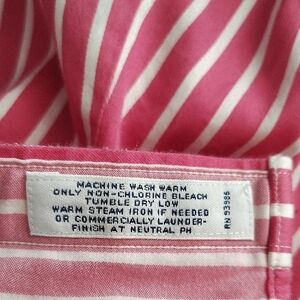 MACHINE WASH WARM
ONLY NON-CHLORINE BLEACH
TUMBLE DRY LOW
WARM STEAM IRON IF NEEDED
OR COMMERCIALLY LAUNDER-
FINISH AT NEUTRAL PH
RN 93986